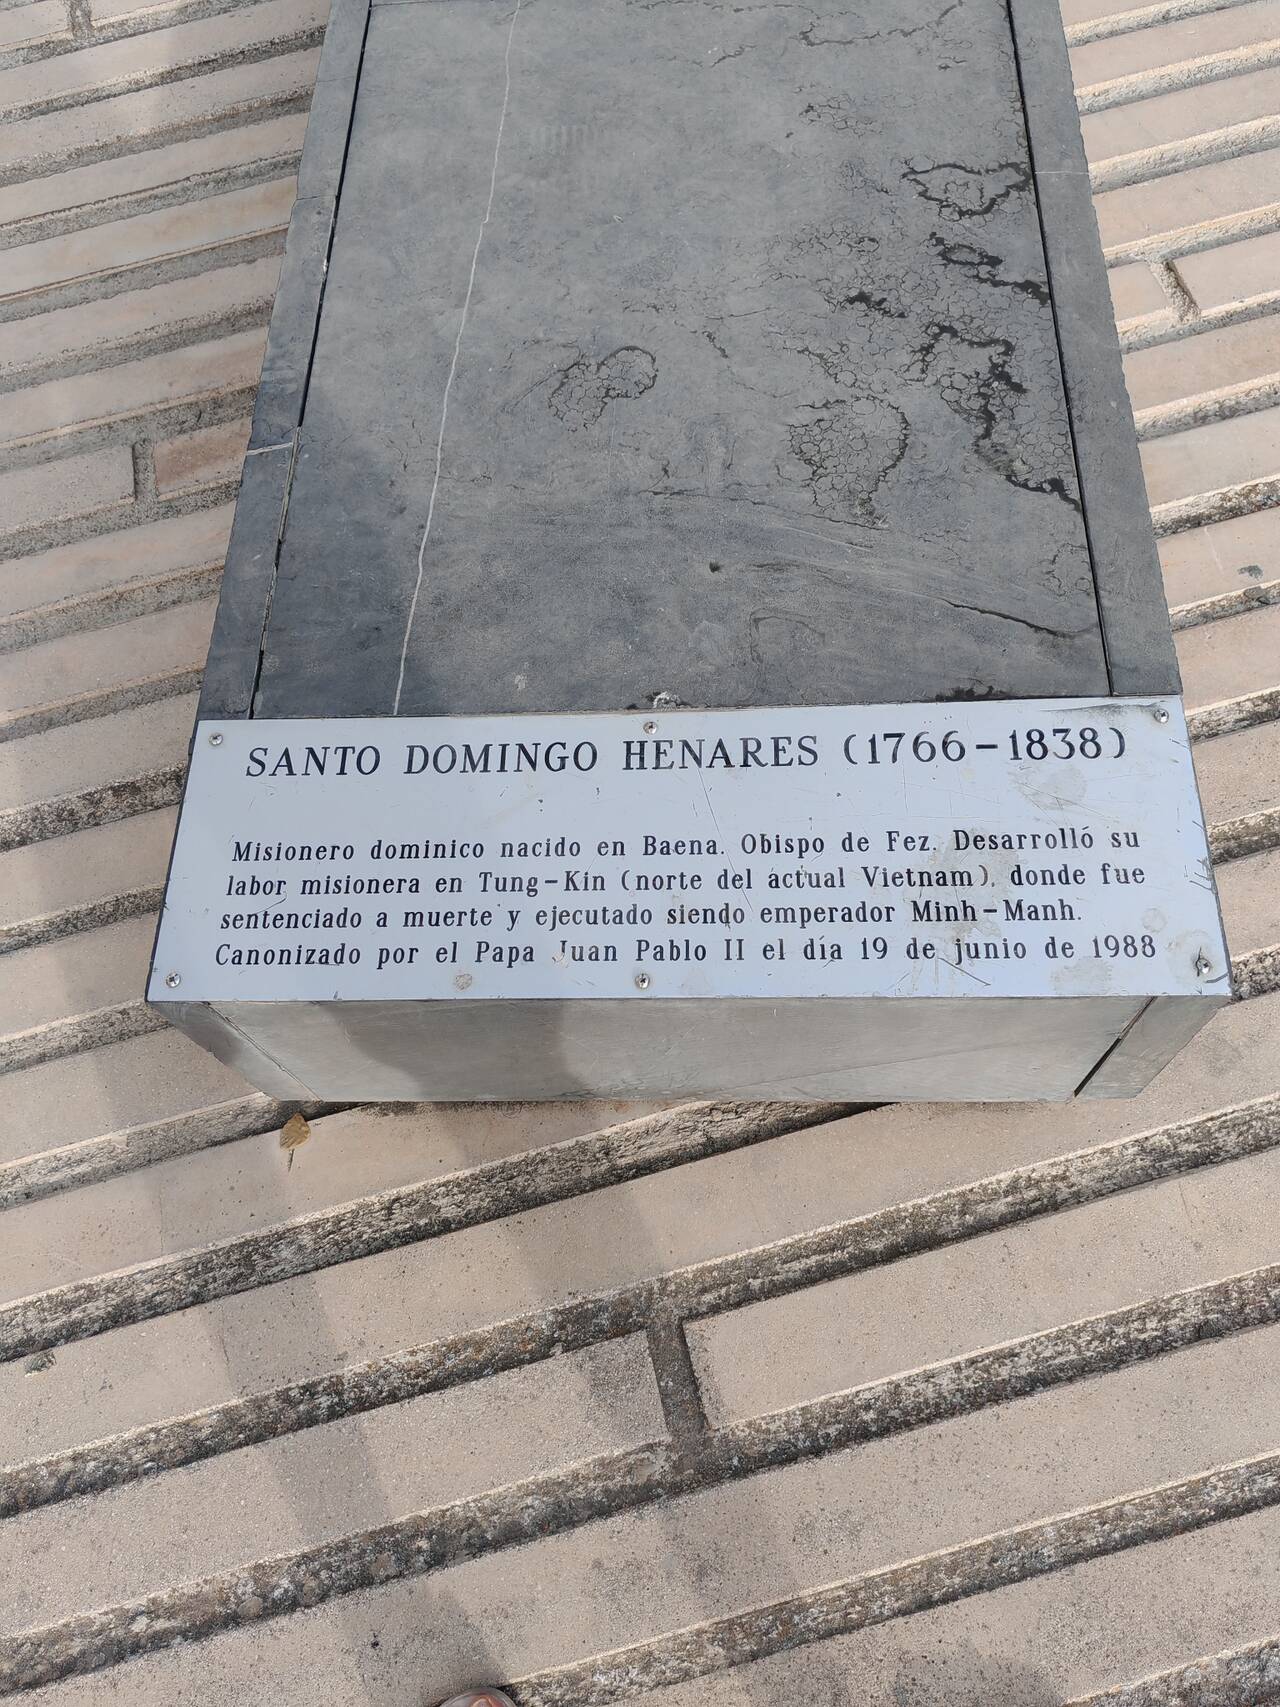 SANTO DOMINGO HENARES (1766-1838)
Misionero dominico nacido en Baena. Obispo de Fez. Desarrolló su
labor misionera en Tung-Kin (norte del actual Vietnam), donde fue
sentenciado a muerte y ejecutado siendo emperador Minh-Manh.
Canonizado por el Papa Juan Pablo II el día 19 de junio de 1988